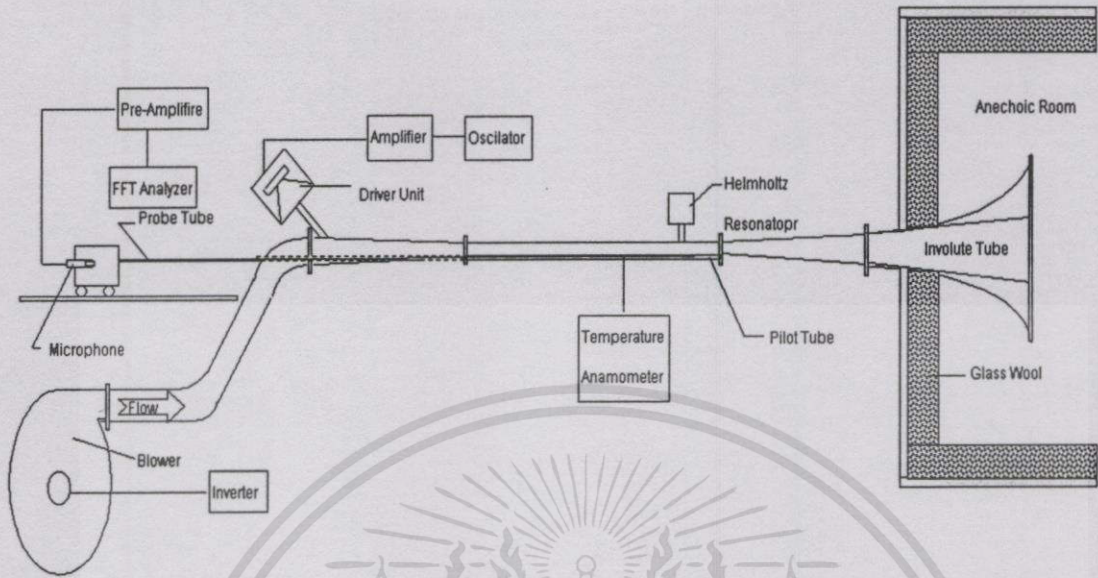 Pre-Amplifire
FFT Analyzer
Probe Tube
Microphone
Amplifier
Oscilator
Driver Unit
Helmholtz
Resonatopr
Anechoic Room
Involute Tube
Temperature
Anamometer
Pilot Tube
Glass Wool
Flow
Blower
Inverter